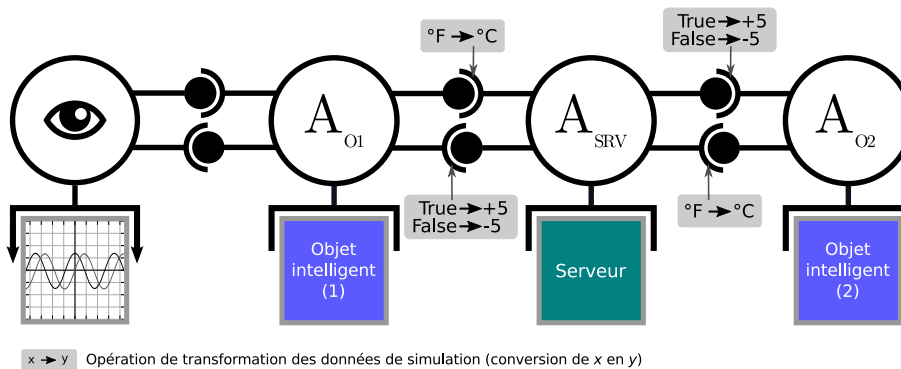 °F → °C
True → +5
False → -5
A O1
A SRV
A O2
True → +5
False → -5
°F → °C
Objet
intelligent
(1)
Serveur
Objet
intelligent
(2)
x → y Opération de transformation des données de simulation (conversion de x en y)